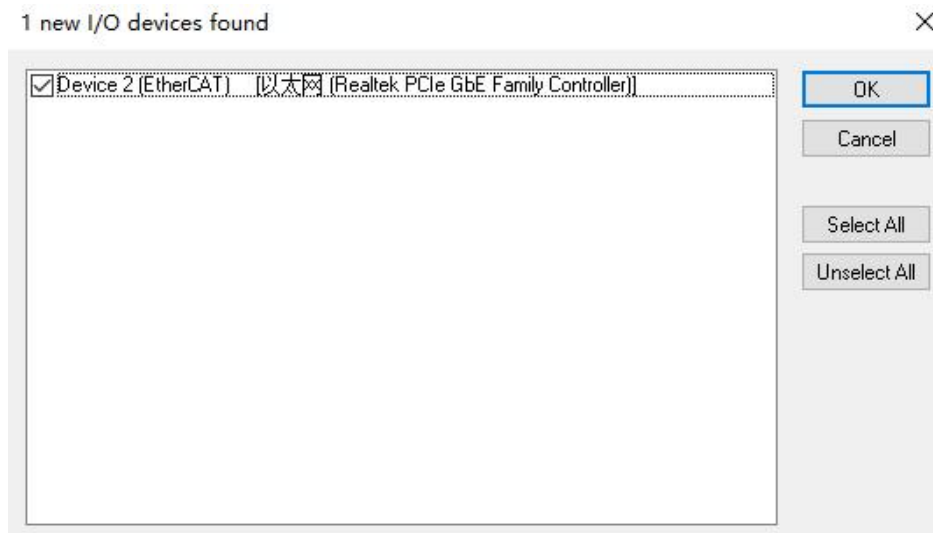 1 new I/O devices found
Device 2 (EtherCAT) [以太网 (Realtek PCIe GbE Family Controller)]
OK
Cancel
Select All
Unselect All